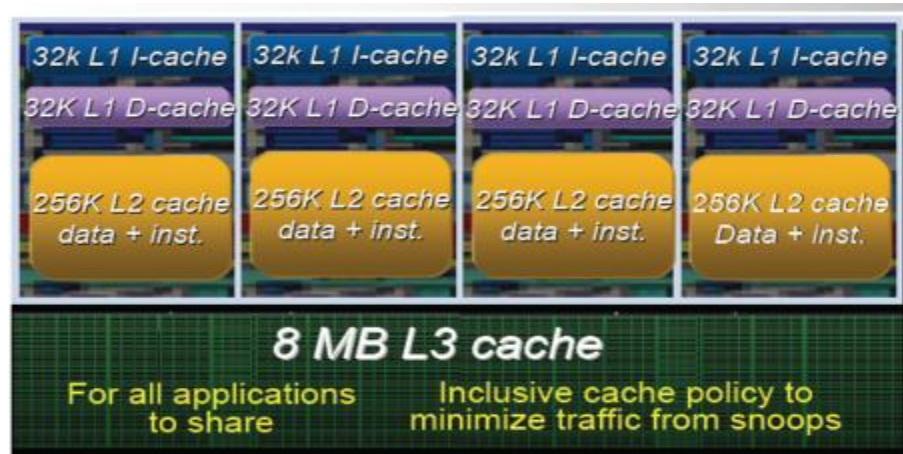 32k L1 I-cache
32K L1 D-cache
256K L2 cache
data + inst.
32k L1 I-cache
32K L1 D-cache
256K L2 cache
data + inst.
32k L1 I-cache
32K L1 D-cache
256K L2 cache
data + inst.
32k L1 I-cache
32K L1 D-cache
256K L2 cache
Data + Inst.
8 MB L3 cache
For all applications
to share
Inclusive cache policy to
minimize traffic from snoops